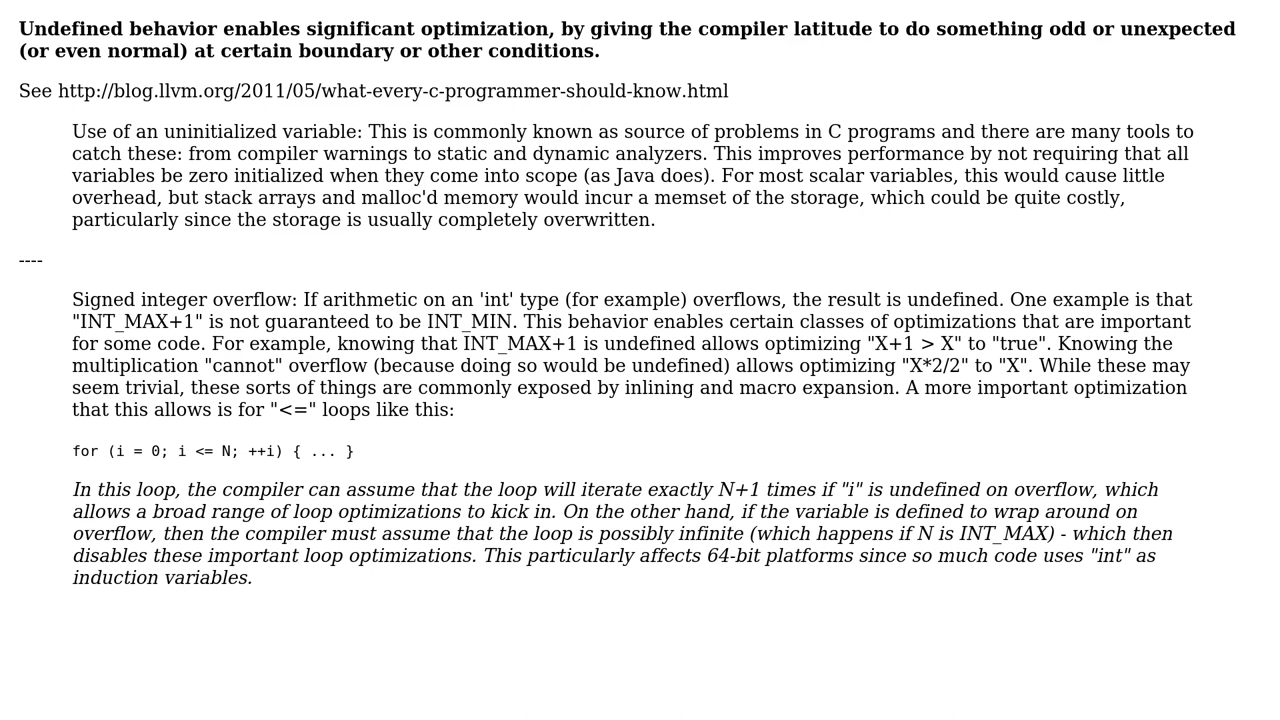 Undefined behavior enables significant optimization, by giving the compiler latitude to do something odd or unexpected
(or even normal) at certain boundary or other conditions.
See http://blog.llvm.org/2011/05/what-every-c-programmer-should-know.html
Use of an uninitialized variable: This is commonly known as source of problems in C programs and there are many tools to
catch these: from compiler warnings to static and dynamic analyzers. This improves performance by not requiring that all
variables be zero initialized when they come into scope (as Java does). For most scalar variables, this would cause little
overhead, but stack arrays and malloc'd memory would incur a memset of the storage, which could be quite costly,
particularly since the storage is usually completely overwritten.
----
Signed integer overflow: If arithmetic on an 'int' type (for example) overflows, the result is undefined. One example is that
"INT_MAX+1" is not guaranteed to be INT_MIN. This behavior enables certain classes of optimizations that are important
for some code. For example, knowing that INT_MAX+1 is undefined allows optimizing "X+1 > X" to "true". Knowing the
multiplication "cannot" overflow (because doing so would be undefined) allows optimizing "X*2/2" to "X". While these may
seem trivial, these sorts of things are commonly exposed by inlining and macro expansion. A more important optimization
that this allows is for "<=" loops like this:
for (i = 0; i <= N; ++i) { ... }
In this loop, the compiler can assume that the loop will iterate exactly N+1 times if "i" is undefined on overflow, which
allows a broad range of loop optimizations to kick in. On the other hand, if the variable is defined to wrap around on
overflow, then the compiler must assume that the loop is possibly infinite (which happens if N is INT_MAX) - which then
disables these important loop optimizations. This particularly affects 64-bit platforms since so much code uses "int" as
induction variables.